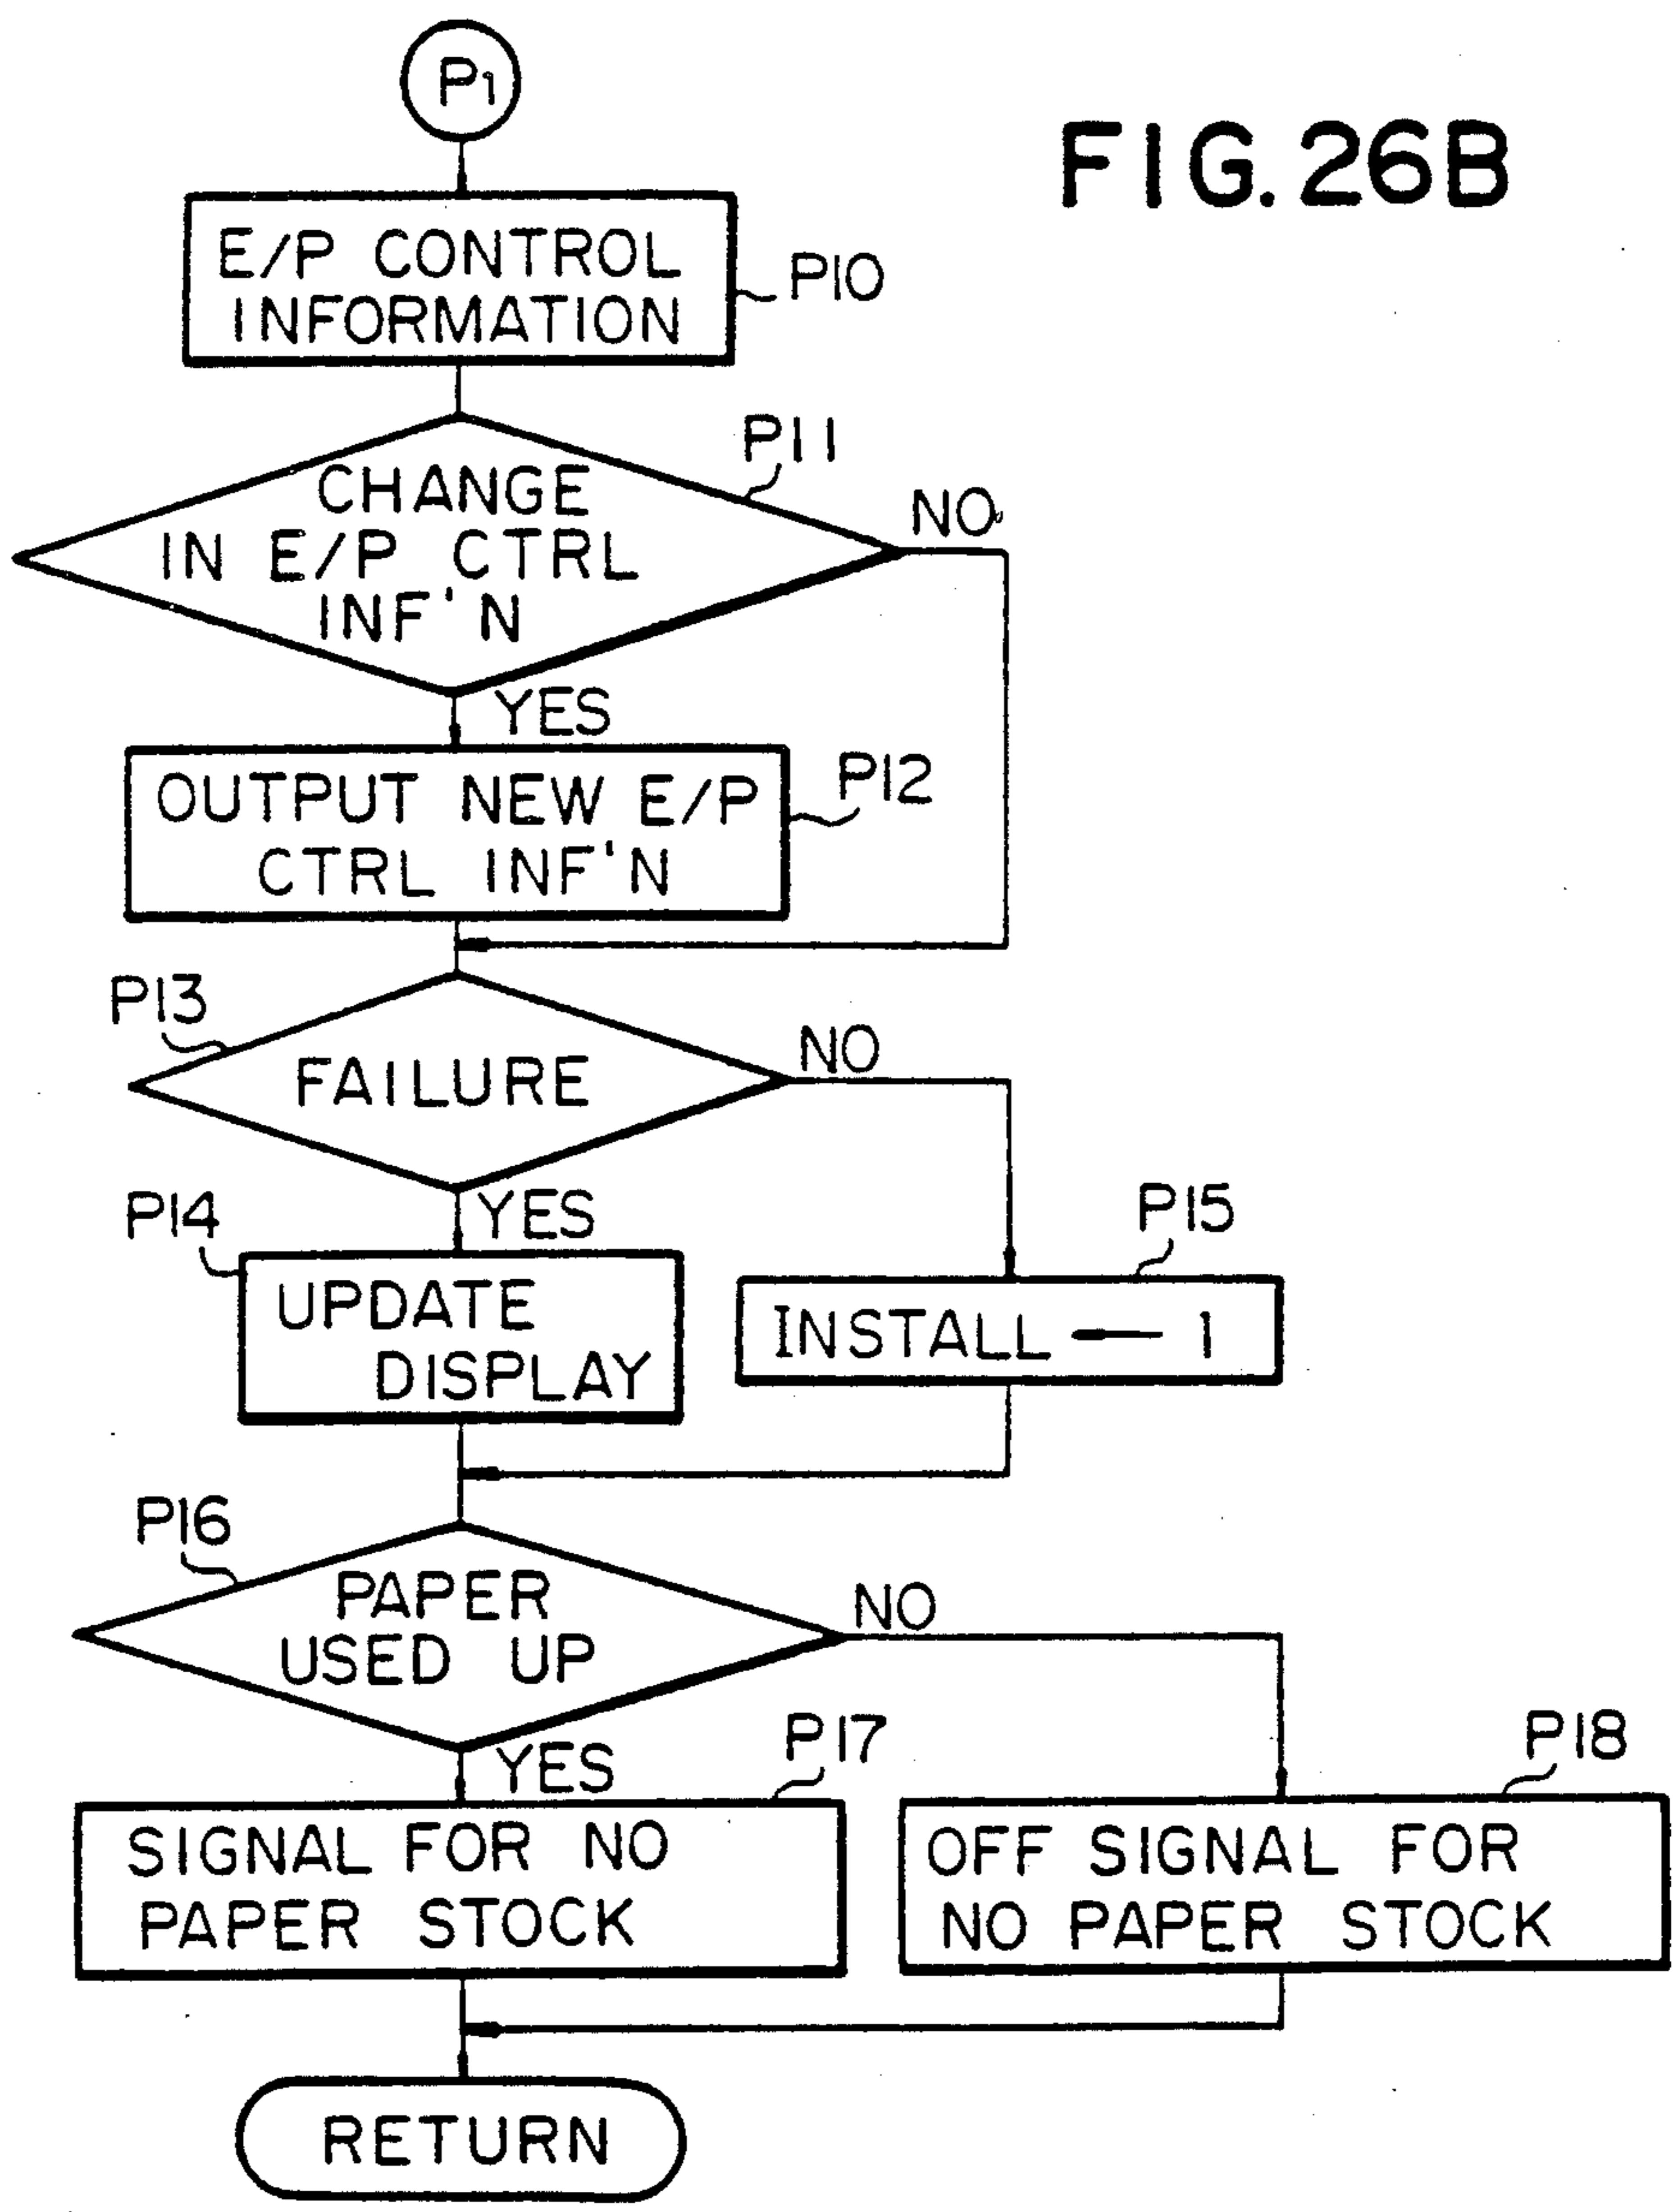 P1
FIG. 26B
E/P CONTROL
INFORMATION
P10
P11
CHANGE
IN E/P CTRL
INF'N
NO
YES
OUTPUT NEW E/P
CTRL INF'N
P12
P13
FAILURE
NO
YES
P14
UPDATE
DISPLAY
P15
INSTALL ← 1
P16
PAPER
USED UP
NO
YES
P17
SIGNAL FOR NO
PAPER STOCK
P18
OFF SIGNAL FOR
NO PAPER STOCK
RETURN